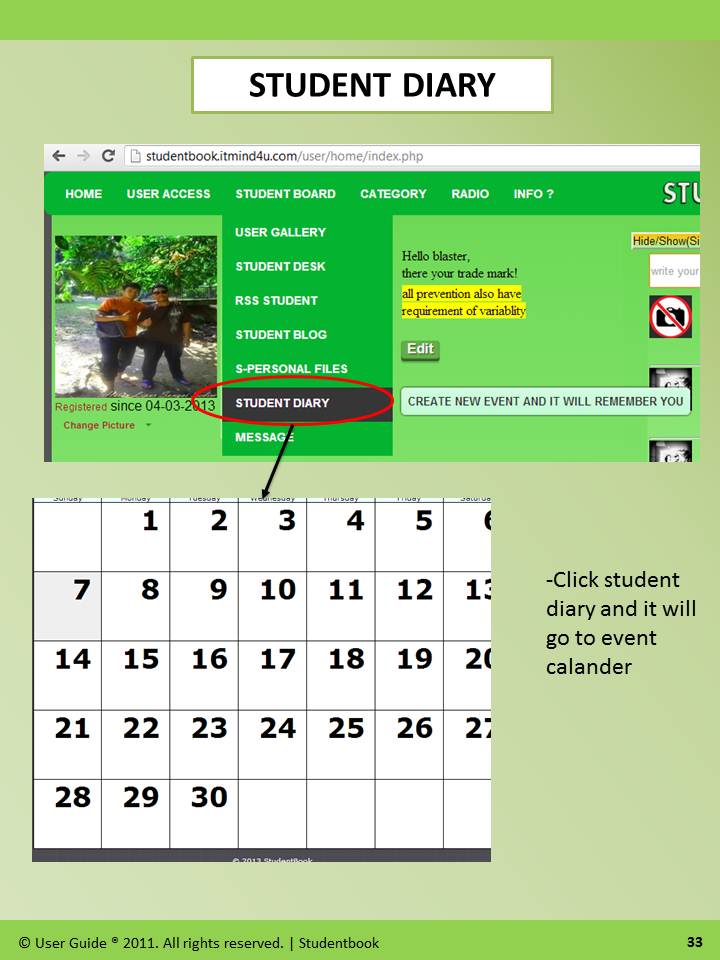 STUDENT DIARY
studentbook.itmind4u.com/user/home/index.php
HOME USER ACCESS STUDENT BOARD CATEGORY RADIO INFO ? STU
USER GALLERY
STUDENT DESK
RSS STUDENT
STUDENT BLOG
S-PERSONAL FILES
STUDENT DIARY
MESSAGE
Registered since 04-03-2013
Change Picture
Hello blaster,
there your trade mark!
all prevention also have
requirement of variablity
Edit
CREATE NEW EVENT AND IT WILL REMEMBER YOU
Hide/Show(Si
write your
Sunday Monday Tuesday Wednesday Thursday Friday Saturda
1 2 3 4 5 6
7 8 9 10 11 12 13
14 15 16 17 18 19 20
21 22 23 24 25 26 27
28 29 30
© 2013 StudentBook
-Click student
diary and it will
go to event
calander
© User Guide ® 2011. All rights reserved. | Studentbook
33